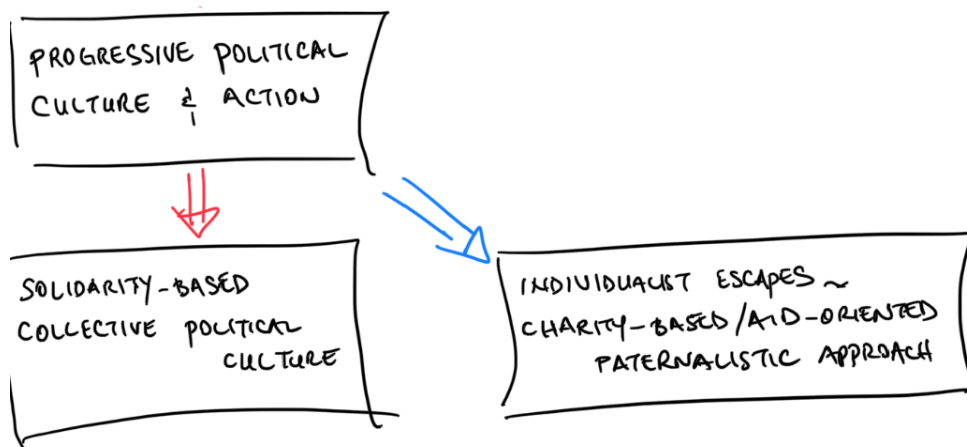 PROGRESSIVE POLITICAL
CULTURE & ACTION
SOLIDARITY-BASED
COLLECTIVE POLITICAL
CULTURE
INDIVIDUALIST ESCAPES ~
CHARITY-BASED/AID-ORIENTED
PATERNALISTIC APPROACH